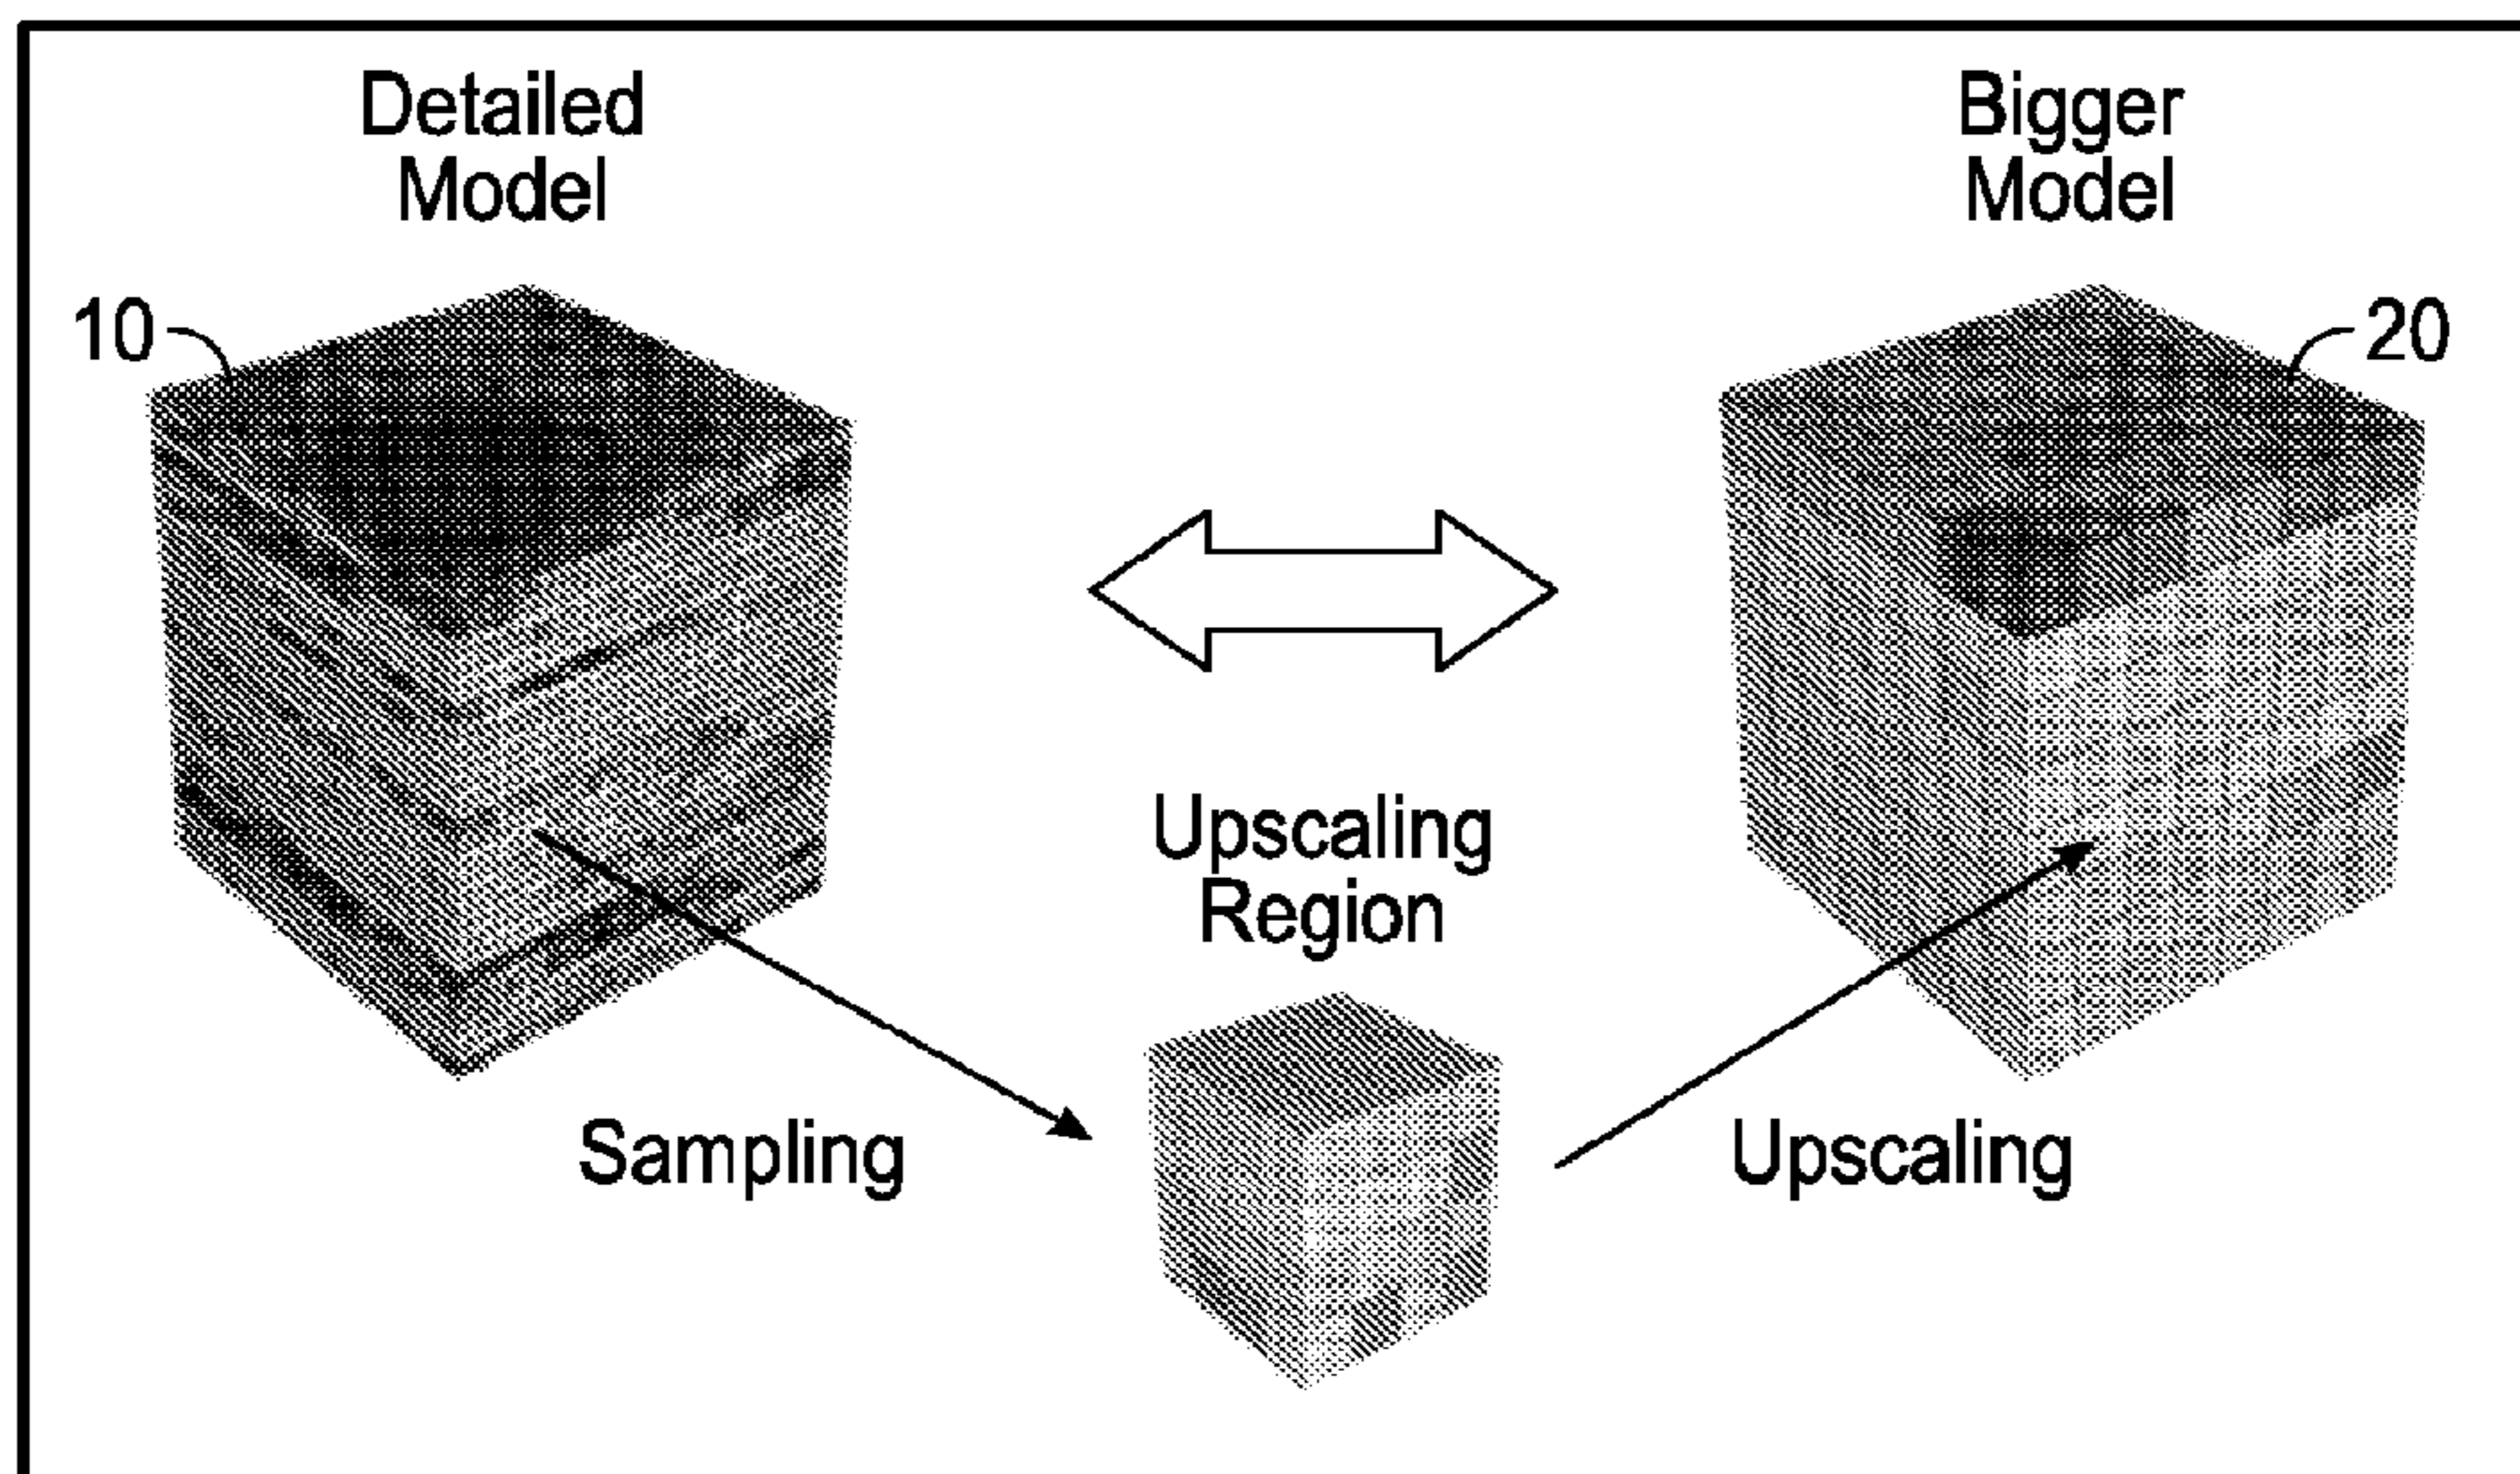 Detailed
Model
Bigger
Model
10
20
Upscaling
Region
Sampling
Upscaling